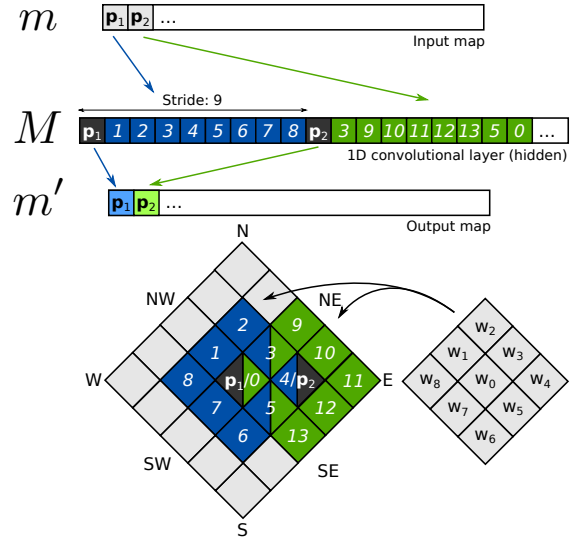 m p₁ p₂ ...
Input map
Stride: 9
M p₁ 1 2 3 4 5 6 7 8 p₂ 3 9 10 11 12 13 5 0 ...
1D convolutional layer (hidden)
m′ p₁ p₂ ...
Output map
N
NW NE
2 9
1 3 10
W 8 p₁/0 4/p₂ 11 E
7 5 12
6 13
SW SE
S
w₂
w₁ w₃
w₈ w₀ w₄
w₇ w₅
w₆